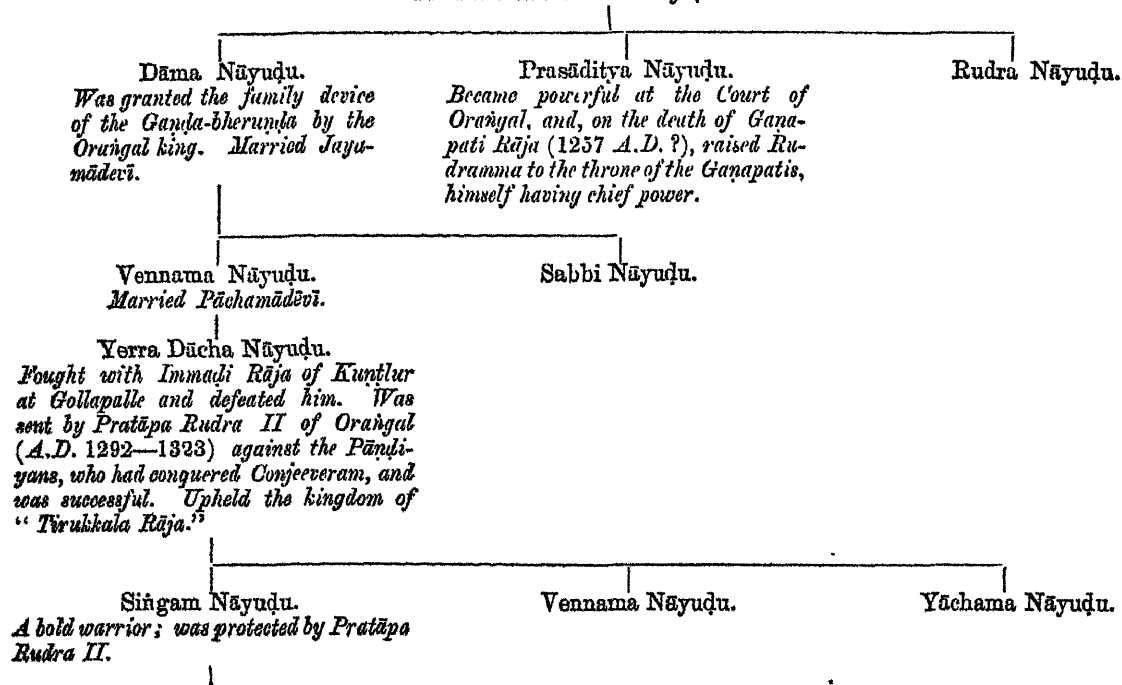 Dāma Nāyuḍu.
Was granted the family device
of the Gaṇḍa-bheruṇḍa by the
Oraṅgal king. Married Jaya-
mādevī.
Prasāditya Nāyuḍu.
Became powerful at the Court of
Oraṅgal, and, on the death of Gaṇa-
pati Rāja (1257 A.D. ?), raised Ru-
dramma to the throne of the Gaṇapatis,
himself having chief power.
Rudra Nāyuḍu.
Vennama Nāyuḍu.
Married Pāchamādēvī.
Sabbi Nāyuḍu.
Yerra Dācha Nāyuḍu.
Fought with Immaḍi Rāja of Kuṇṭlur
at Gollapalle and defeated him. Was
sent by Pratāpa Rudra II of Oraṅgal
(A.D. 1292—1323) against the Pāṇḍi-
yans, who had conquered Conjeeveram, and
was successful. Upheld the kingdom of
“ Tirukkala Rāja.”
Siṅgam Nāyuḍu.
A bold warrior; was protected by Pratāpa
Rudra II.
Vennama Nāyuḍu.
Yāchama Nāyuḍu.